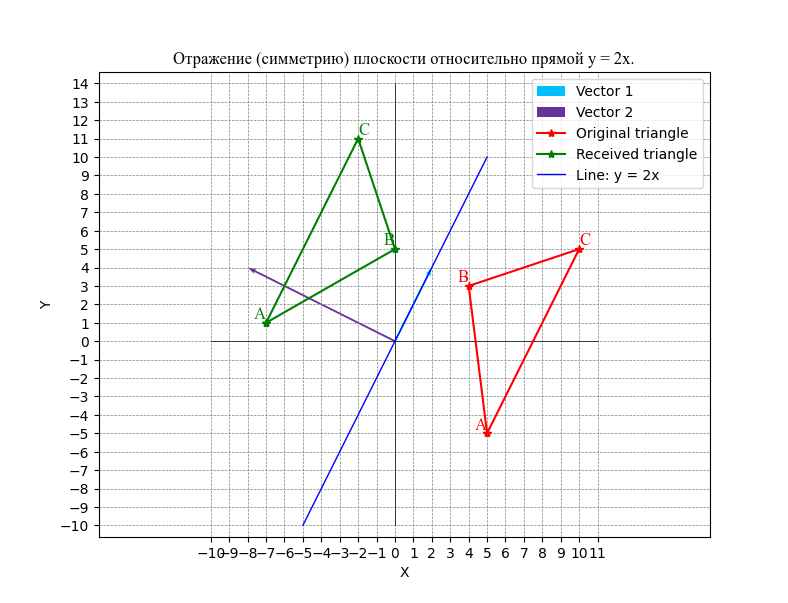 Отражение (симметрию) плоскости относительно прямой y = 2x.
Vector 1
Vector 2
Original triangle
Received triangle
Line: y = 2x
14
13
12
11
10
9
8
7
6
5
4
3
2
1
0
−1
−2
−3
−4
−5
−6
−7
−8
−9
−10
Y
C
B
A
C
B
A
−10 −9 −8 −7 −6 −5 −4 −3 −2 −1 0 1 2 3 4 5 6 7 8 9 10 11
X